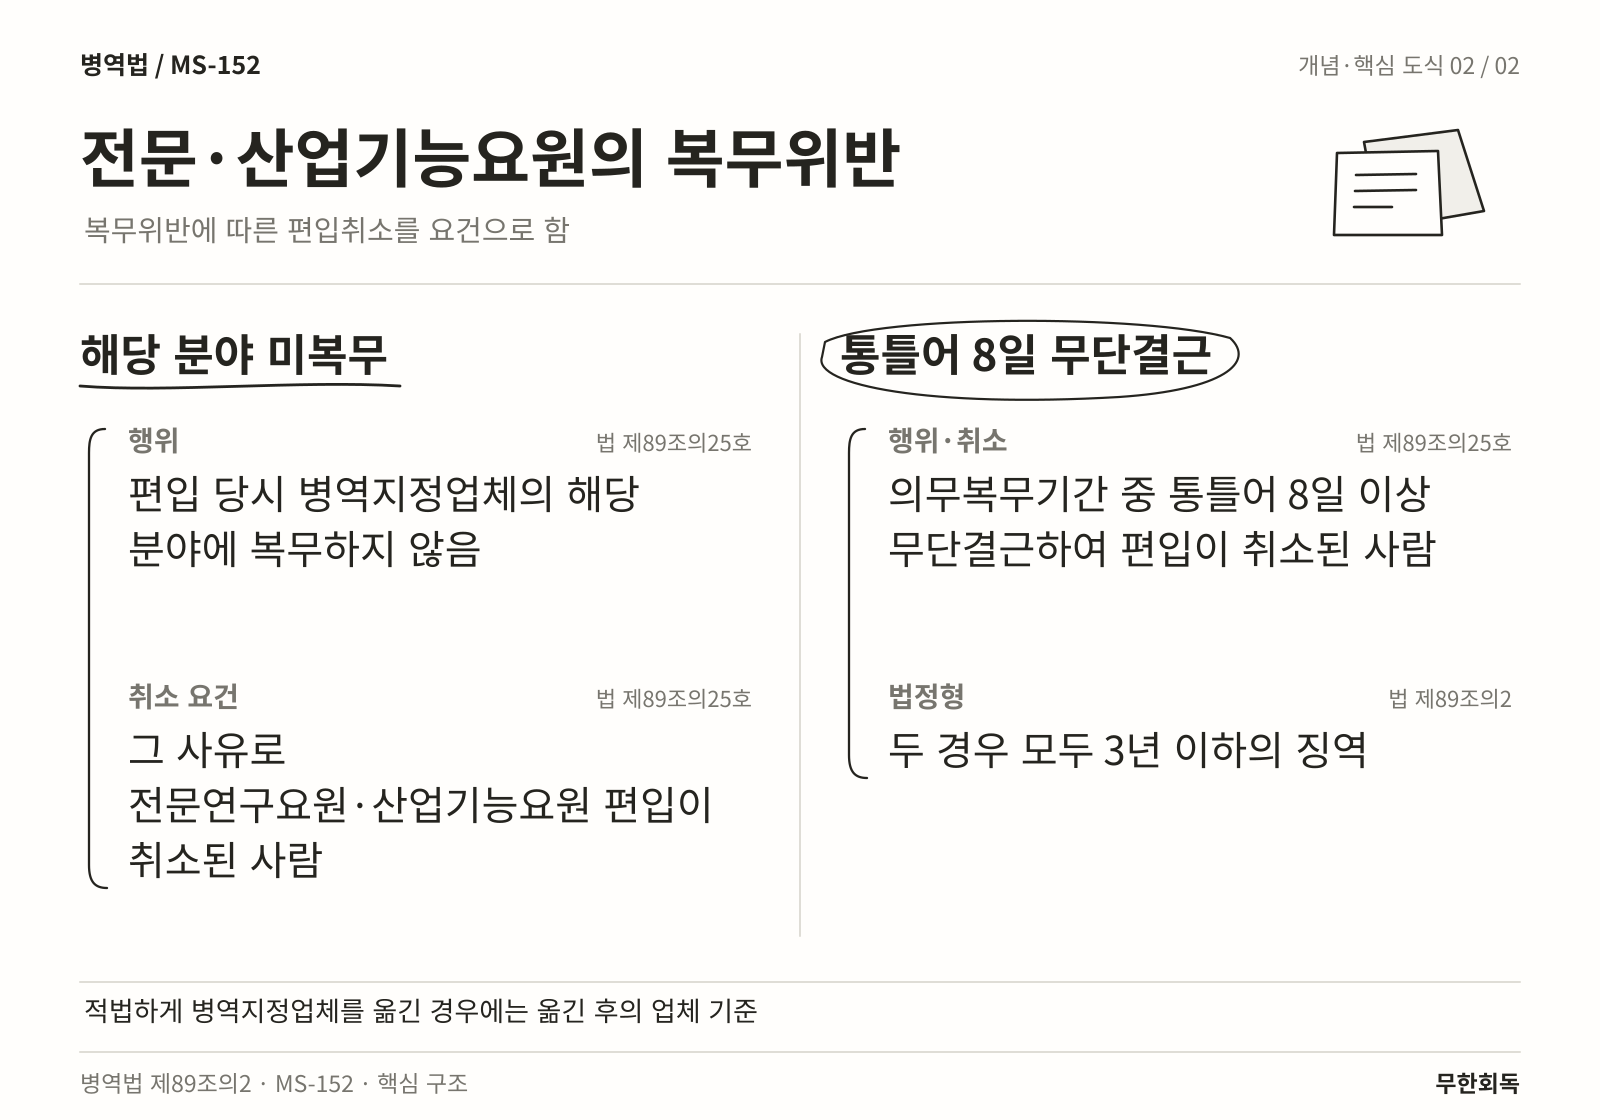 병역법 / MS-152
개념·핵심 도식 02 / 02
전문·산업기능요원의 복무위반
복무위반에 따른 편입취소를 요건으로 함
해당 분야 미복무
행위
법 제89조의25호
편입 당시 병역지정업체의 해당
분야에 복무하지 않음
취소 요건
법 제89조의25호
그 사유로
전문연구요원·산업기능요원 편입이
취소된 사람
통틀어 8일 무단결근
행위·취소
법 제89조의25호
의무복무기간 중 통틀어 8일 이상
무단결근하여 편입이 취소된 사람
법정형
법 제89조의2
두 경우 모두 3년 이하의 징역
적법하게 병역지정업체를 옮긴 경우에는 옮긴 후의 업체 기준
병역법 제89조의2 · MS-152 · 핵심 구조
무한회독